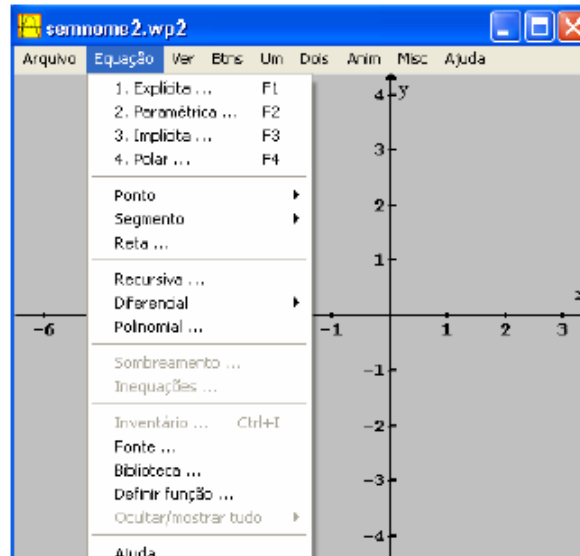 semnome2.wp2
Arquivo Equação Ver Btns Um Dois Anim Misc Ajuda
1. Explícita ... F1
2. Paramétrica ... F2
3. Implícita ... F3
4. Polar ... F4
Ponto
Segmento
Reta ...
Recursiva ...
Diferencial
Polinomial ...
Sombreamento ...
Inequações ...
Inventário ... Ctrl+I
Fonte ...
Biblioteca ...
Definir função ...
Ocultar/mostrar tudo
Ajuda
y
4
3
2
1
x
-6 -1 1 2 3
-1
-2
-3
-4